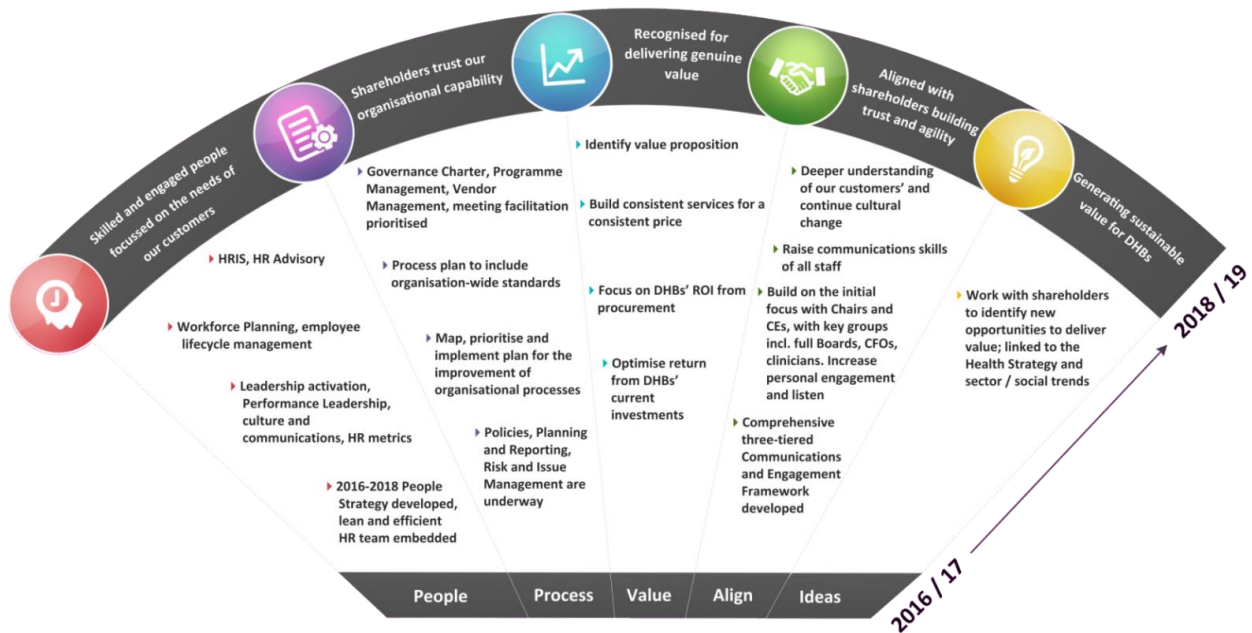 Skilled and engaged people
focussed on the needs of
our customers
HRIS, HR Advisory
Workforce Planning, employee
lifecycle management
Leadership activation,
Performance Leadership,
culture and
communications, HR metrics
2016-2018 People
Strategy developed,
lean and efficient
HR team embedded
People
Shareholders trust our
organisational capability
Governance Charter, Programme
Management, Vendor
Management, meeting facilitation
prioritised
Process plan to include
organisation-wide standards
Map, prioritise and
implement plan for the
improvement of
organisational processes
Policies, Planning
and Reporting,
Risk and Issue
Management are
underway
Process
Recognised for
delivering genuine
value
Identify value proposition
Build consistent services for a
consistent price
Focus on DHBs' ROI from
procurement
Optimise return
from DHBs'
current
investments
Value
Aligned with
shareholders building
trust and agility
Deeper understanding
of our customers' and
continue cultural
change
Raise communications skills
of all staff
Build on the initial
focus with Chairs and
CEs, with key groups
incl. full Boards, CFOs,
clinicians. Increase
personal engagement
and listen
Comprehensive
three-tiered
Communications
and Engagement
Framework
developed
Align
Generating sustainable
value for DHBs
Work with shareholders
to identify new
opportunities to deliver
value; linked to the
Health Strategy and
sector / social trends
Ideas
2016 / 17
2018 / 19